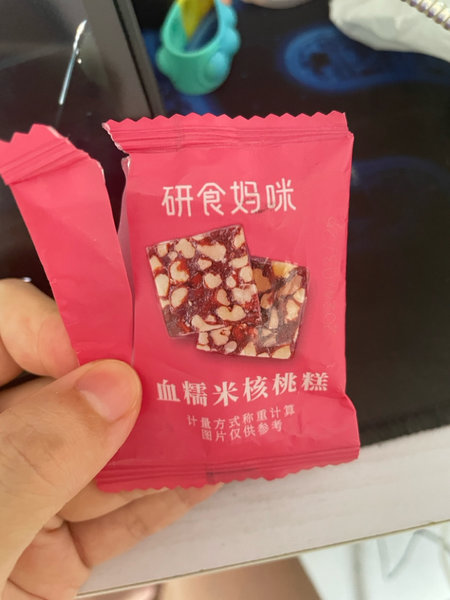 研食妈咪
血糯米核桃糕
计量方式称重计算
图片仅供参考